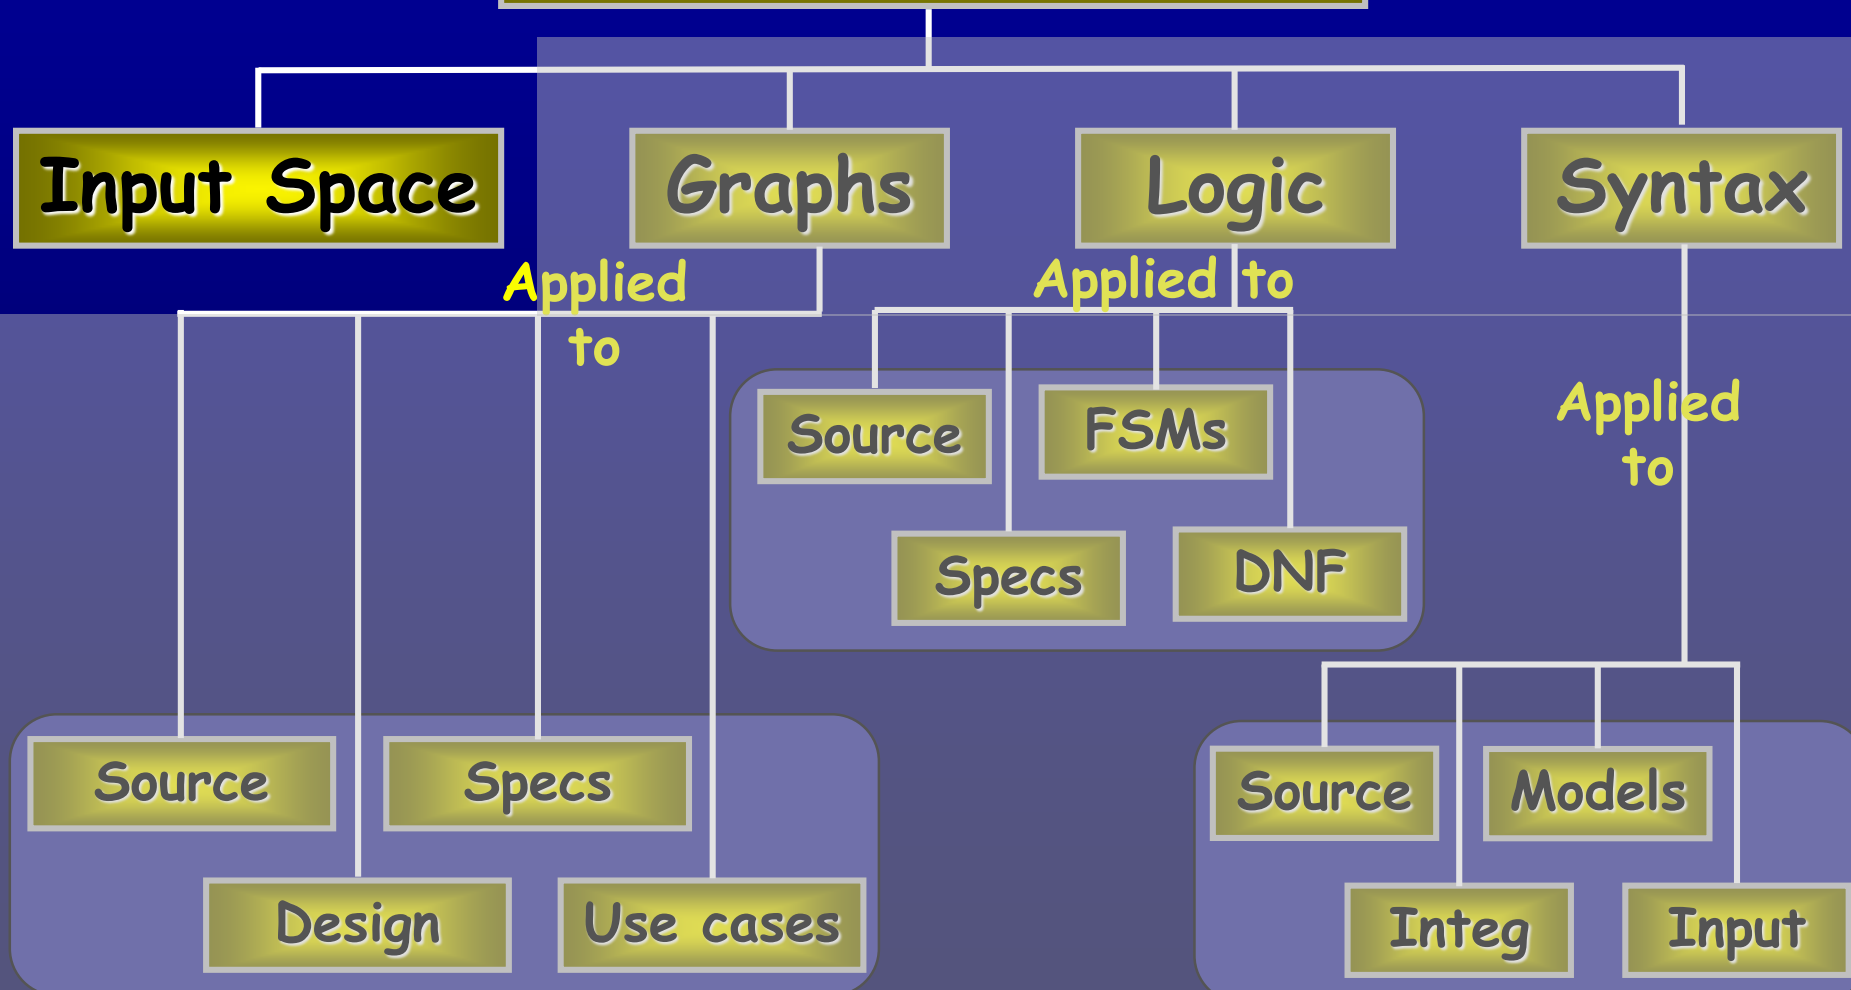 Input Space
Graphs
Logic
Syntax
Applied
to
Applied to
Applied
to
Source
FSMs
Specs
DNF
Source
Specs
Design
Use cases
Source
Models
Integ
Input